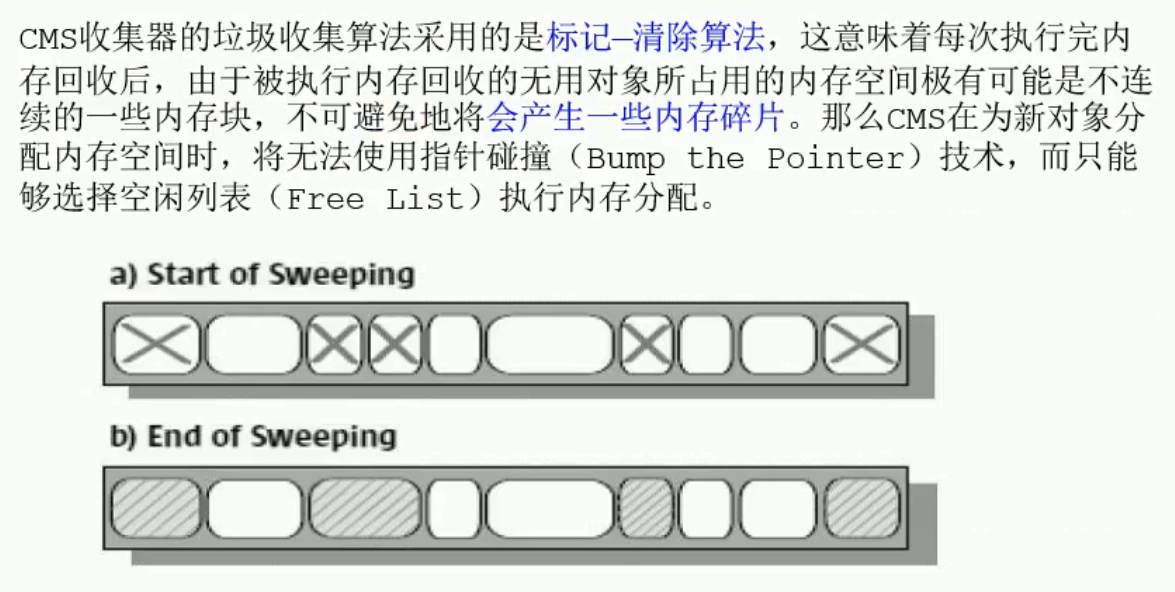 CMS收集器的垃圾收集算法采用的是标记—清除算法，这意味着每次执行完内
存回收后，由于被执行内存回收的无用对象所占用的内存空间极有可能是不连
续的一些内存块，不可避免地将会产生一些内存碎片。那么CMS在为新对象分
配内存空间时，将无法使用指针碰撞（Bump the Pointer）技术，而只能
够选择空闲列表（Free List）执行内存分配。
a) Start of Sweeping
b) End of Sweeping